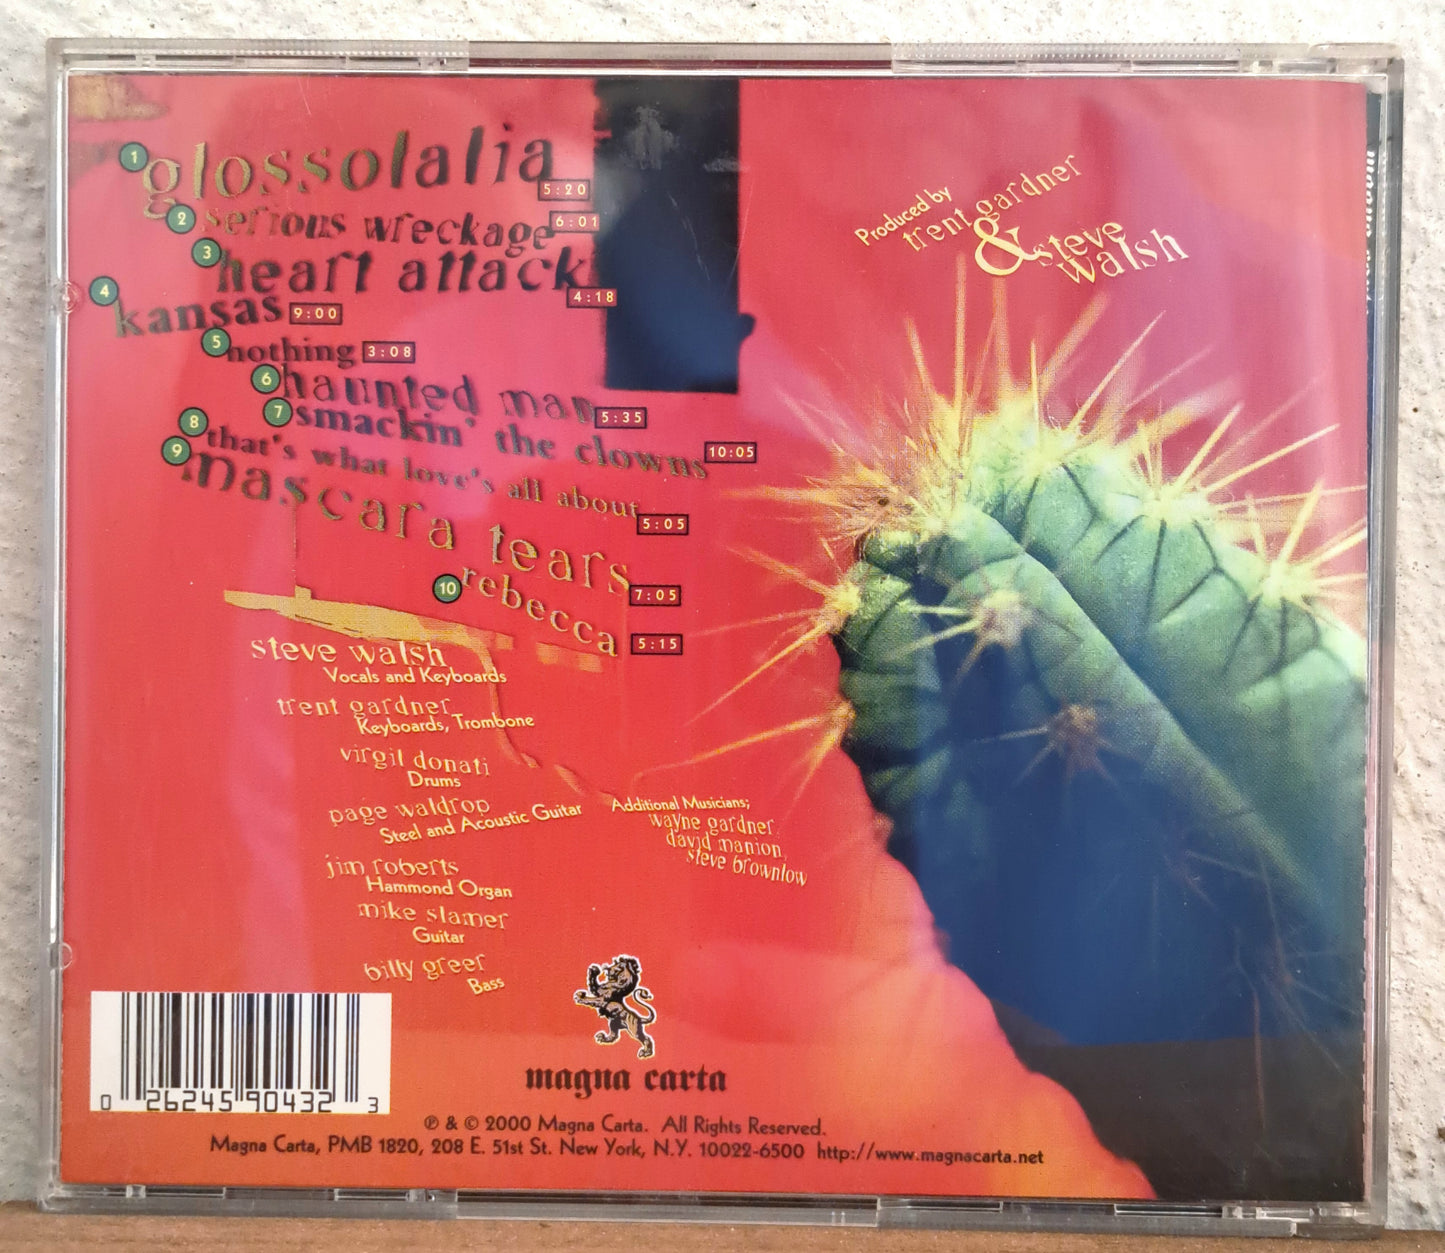 1 glossolalia 5:20
2 serious wreckage 6:01
3 heart attack 4:18
4 kansas 9:00
5 nothing 3:08
6 haunted man 5:35
7 smackin' the clowns 10:05
8 that's what love's all about 5:05
9 mascara tears 7:05
10 rebecca 5:15
Produced by
trent gardner
&
steve
walsh
steve walsh
Vocals and Keyboards
trent gardner
Keyboards, Trombone
virgil donati
Drums
page waldrop
Steel and Acoustic Guitar
jim roberts
Hammond Organ
mike slamer
Guitar
billy greer
Bass
Additional Musicians;
wayne gardner,
david manion,
steve brownlow
0 26245 90432 3
magna carta
℗ & © 2000 Magna Carta. All Rights Reserved.
Magna Carta, PMB 1820, 208 E. 51st St. New York, N.Y. 10022-6500 http://www.magnacarta.net